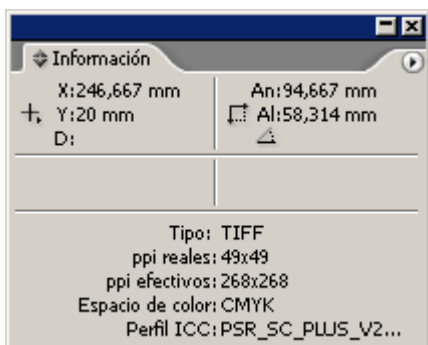 Información
X:246,667 mm
Y:20 mm
D:
An:94,667 mm
Al:58,314 mm
Tipo: TIFF
ppi reales: 49x49
ppi efectivos: 268x268
Espacio de color: CMYK
Perfil ICC: PSR_SC_PLUS_V2...